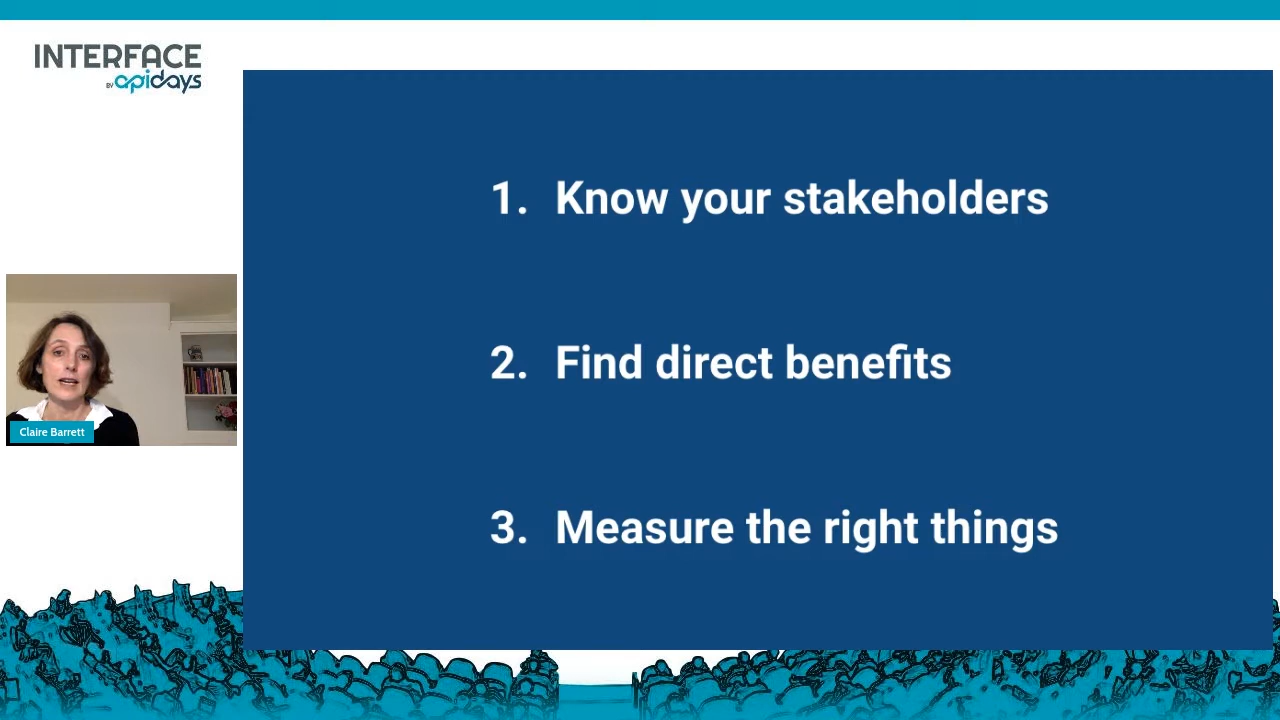 INTERFACE
BY apidays
1. Know your stakeholders
2. Find direct benefits
3. Measure the right things
Claire Barrett